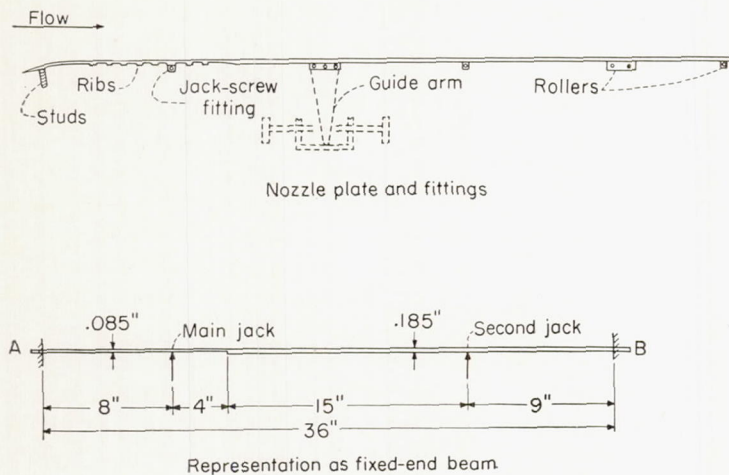 Flow
Ribs
Jack-screw
fitting
Guide arm
Rollers
Studs
Nozzle plate and fittings
.085"
Main jack
.185"
Second jack
A
B
8"
4"
15"
9"
36"
Representation as fixed-end beam